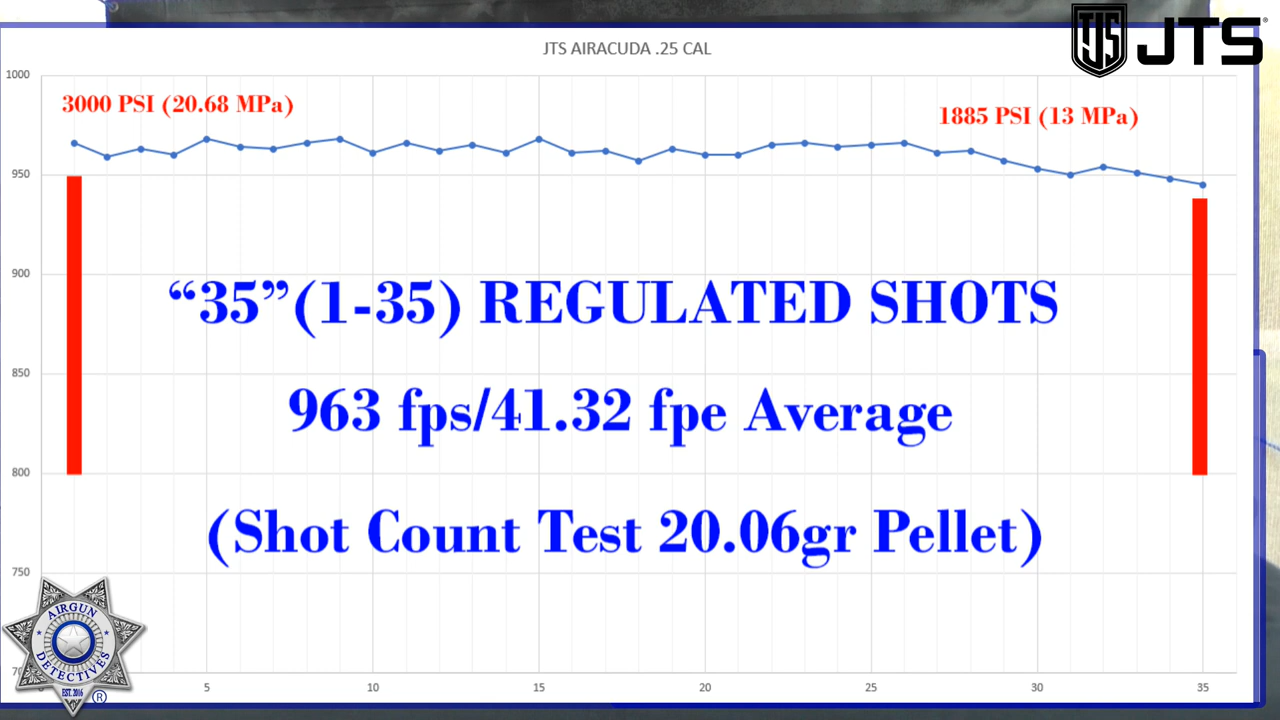 JTS AIRACUDA .25 CAL
JTS
JTS®
1000
3000 PSI (20.68 MPa)
1885 PSI (13 MPa)
950
900
“35”(1-35) REGULATED SHOTS
850
963 fps/41.32 fpe Average
800
(Shot Count Test 20.06gr Pellet)
750
AIRGUN
DETECTIVES
EST. 2016
®
5 10 15 20 25 30 35